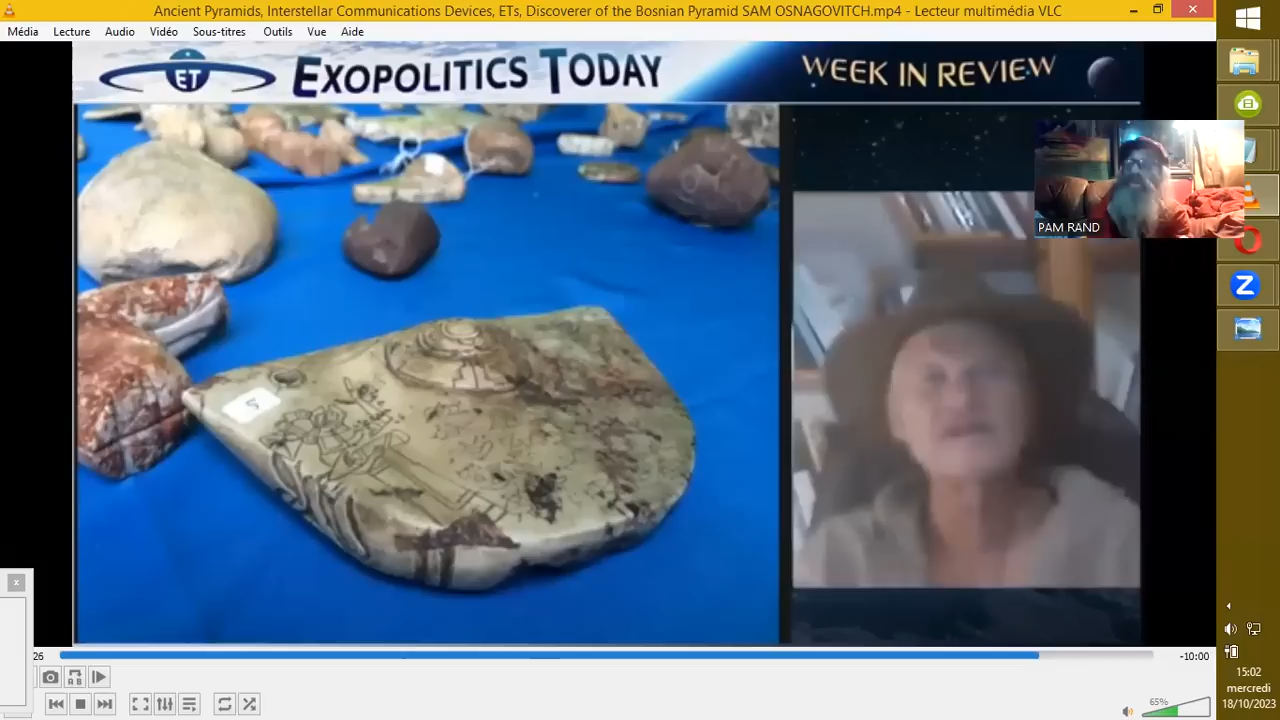 Ancient Pyramids, Interstellar Communications Devices, ETs, Discoverer of the Bosnian Pyramid SAM OSNAGOVITCH.mp4 - Lecteur multimédia VLC
Média Lecture Audio Vidéo Sous-titres Outils Vue Aide
ET EXOPOLITICS TODAY WEEK IN REVIEW
PAM RAND
5
x
26 -10:00
A B
65%
Z
15:02
mercredi
18/10/2023